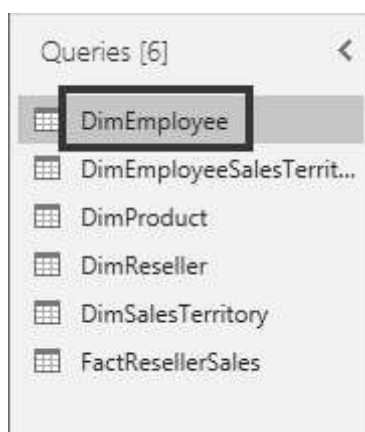 Queries [6]
DimEmployee
DimEmployeeSalesTerrit...
DimProduct
DimReseller
DimSalesTerritory
FactResellerSales